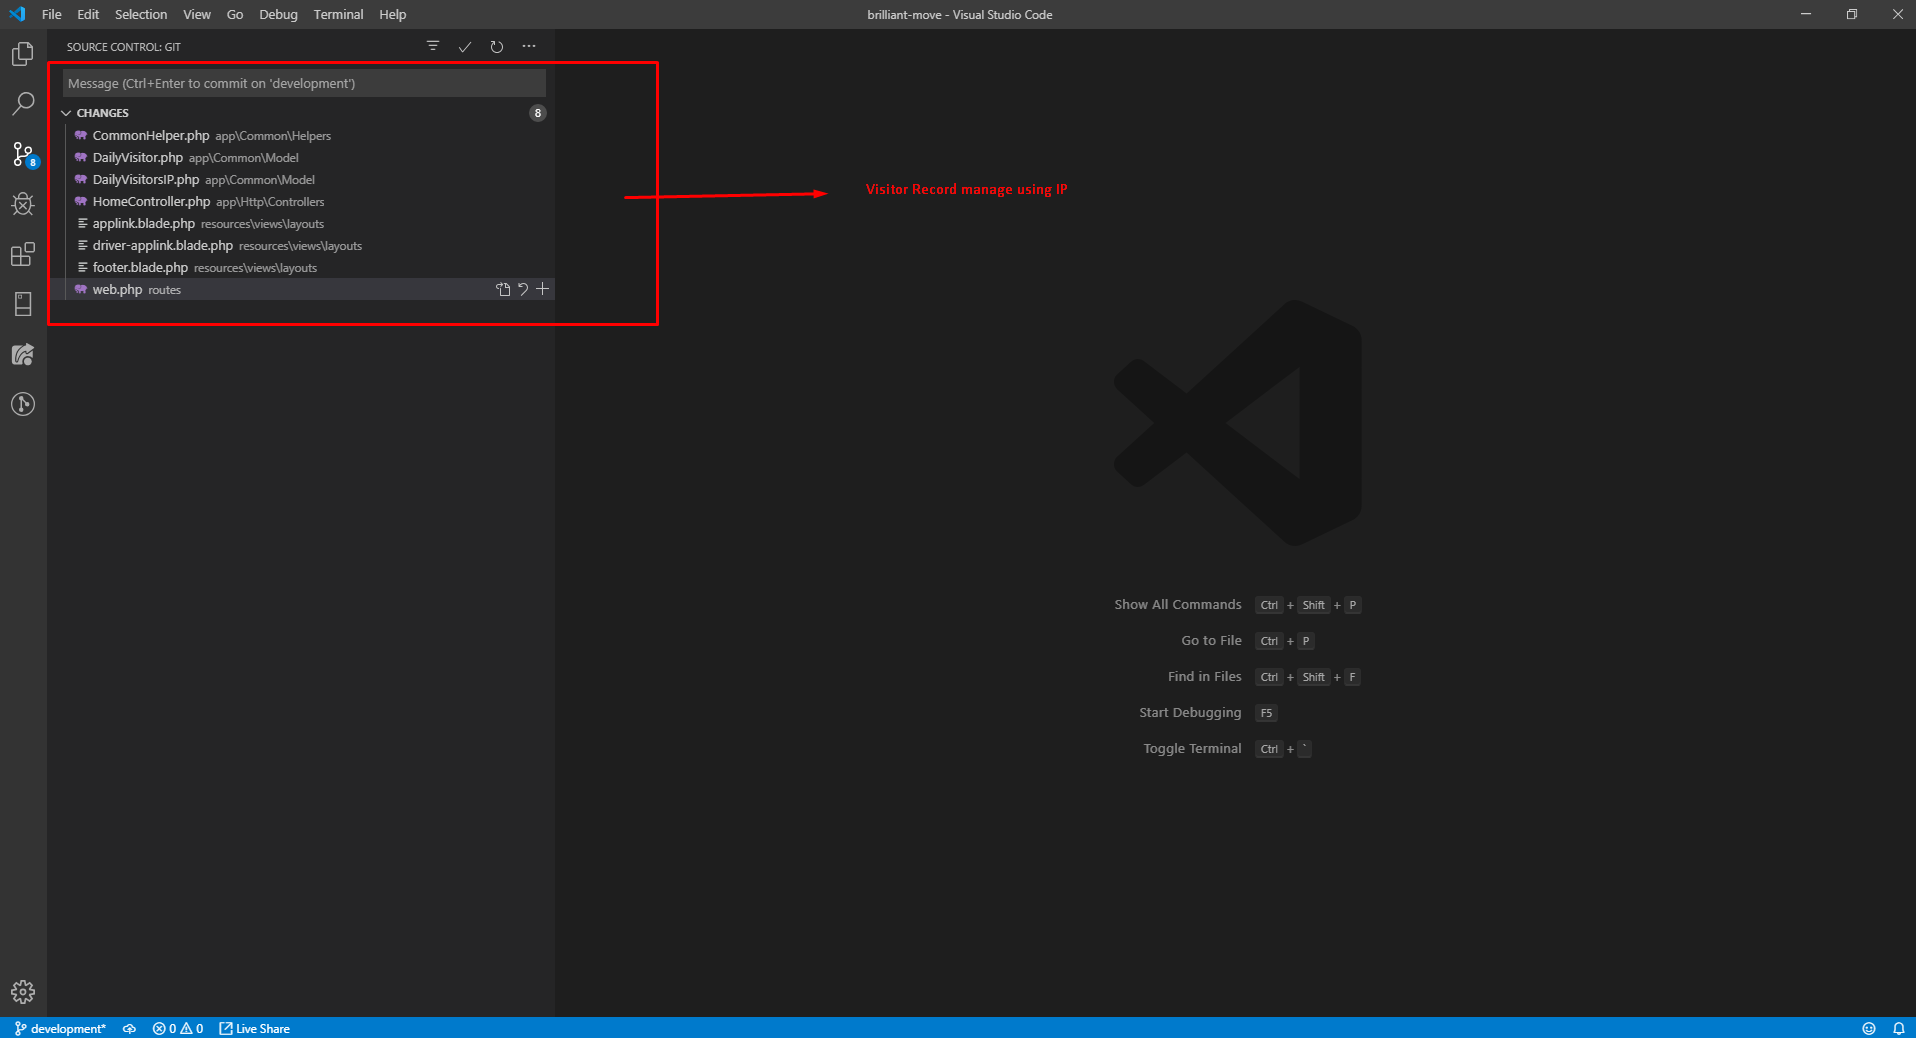 File Edit Selection View Go Debug Terminal Help
brilliant-move - Visual Studio Code
SOURCE CONTROL: GIT
Message (Ctrl+Enter to commit on 'development')
CHANGES 8
CommonHelper.php app\Common\Helpers
DailyVisitor.php app\Common\Model
8
DailyVisitorsIP.php app\Common\Model
Visitor Record manage using IP
HomeController.php app\Http\Controllers
applink.blade.php resources\views\layouts
driver-applink.blade.php resources\views\layouts
footer.blade.php resources\views\layouts
web.php routes
Show All Commands Ctrl + Shift + P
Go to File Ctrl + P
Find in Files Ctrl + Shift + F
Start Debugging F5
Toggle Terminal Ctrl + `
development* 0 0 Live Share